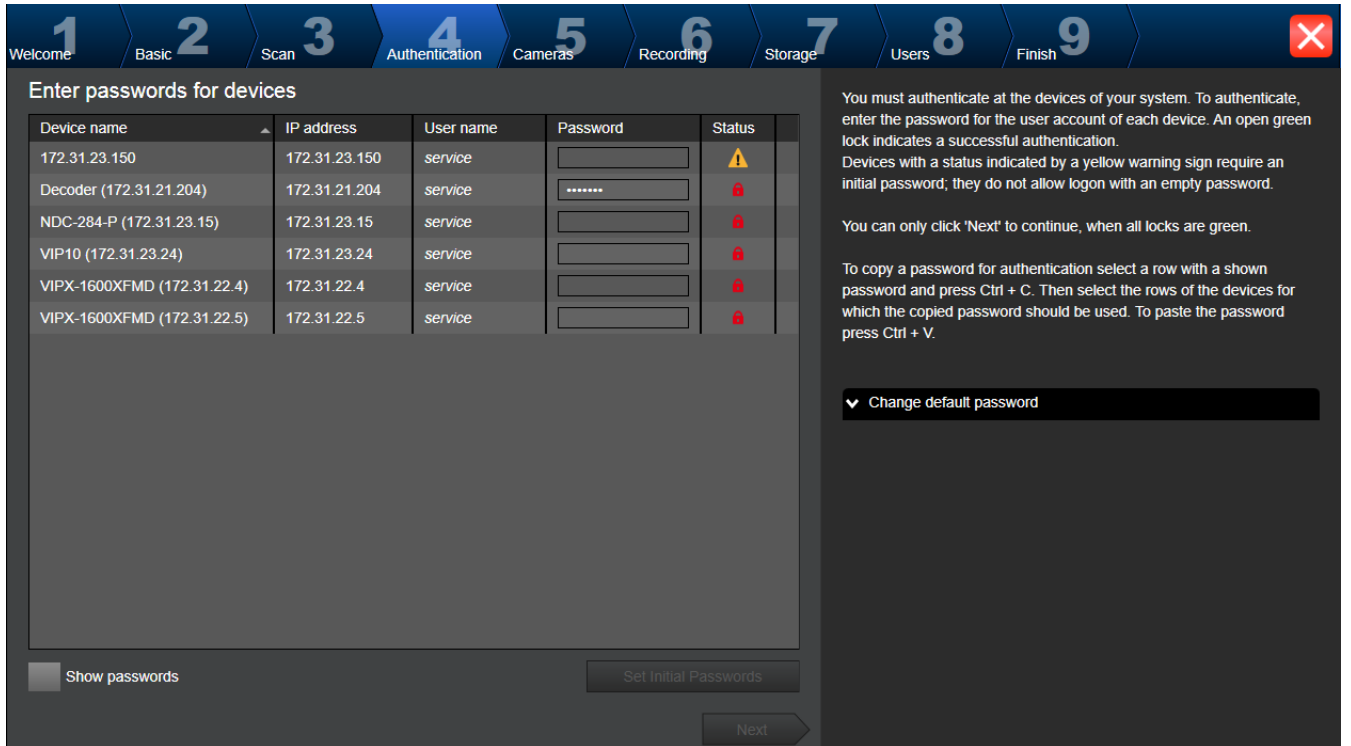 1 2 3 4 5 6 7 8 9
Welcome Basic Scan Authentication Cameras Recording Storage Users Finish
Enter passwords for devices
Device name IP address User name Password Status
172.31.23.150 172.31.23.150 service
Decoder (172.31.21.204) 172.31.21.204 service •••••••
NDC-284-P (172.31.23.15) 172.31.23.15 service
VIP10 (172.31.23.24) 172.31.23.24 service
VIPX-1600XFMD (172.31.22.4) 172.31.22.4 service
VIPX-1600XFMD (172.31.22.5) 172.31.22.5 service
Show passwords
Set Initial Passwords
Next
You must authenticate at the devices of your system. To authenticate,
enter the password for the user account of each device. An open green
lock indicates a successful authentication.
Devices with a status indicated by a yellow warning sign require an
initial password; they do not allow logon with an empty password.
You can only click 'Next' to continue, when all locks are green.
To copy a password for authentication select a row with a shown
password and press Ctrl + C. Then select the rows of the devices for
which the copied password should be used. To paste the password
press Ctrl + V.
Change default password